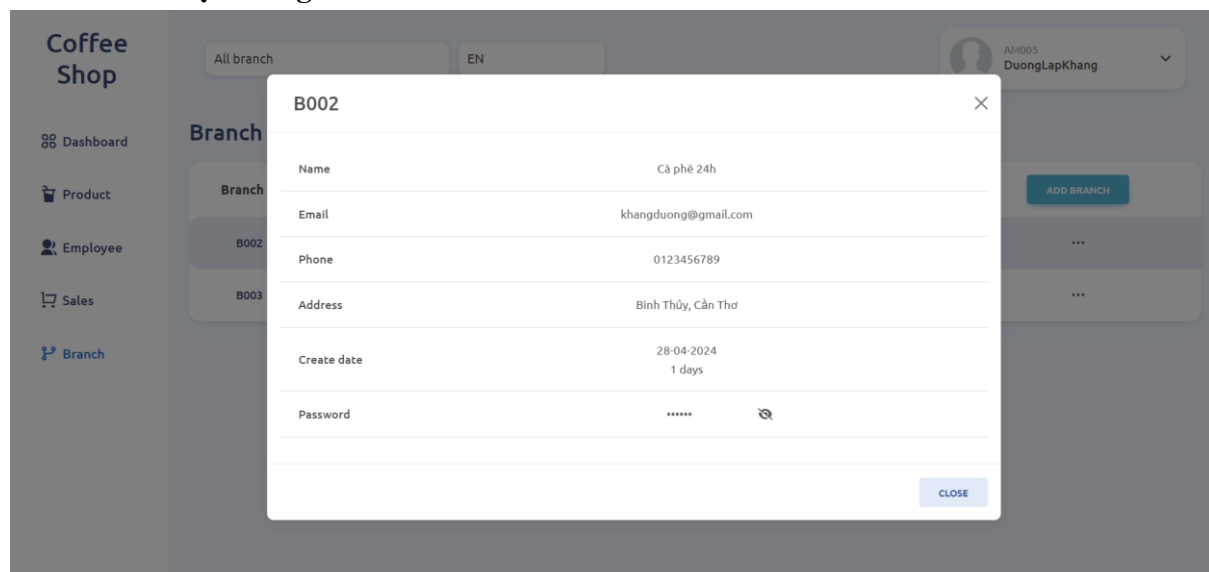 Coffee
Shop
All branch
EN
AM005
DuongLapKhang
Dashboard
Product
Employee
Sales
Branch
Branch
Branch
ADD BRANCH
B002
•••
B003
•••
B002
Name
Cà phê 24h
Email
khangduong@gmail.com
Phone
0123456789
Address
Bình Thủy, Cần Thơ
Create date
28-04-2024
1 days
Password
••••••
CLOSE